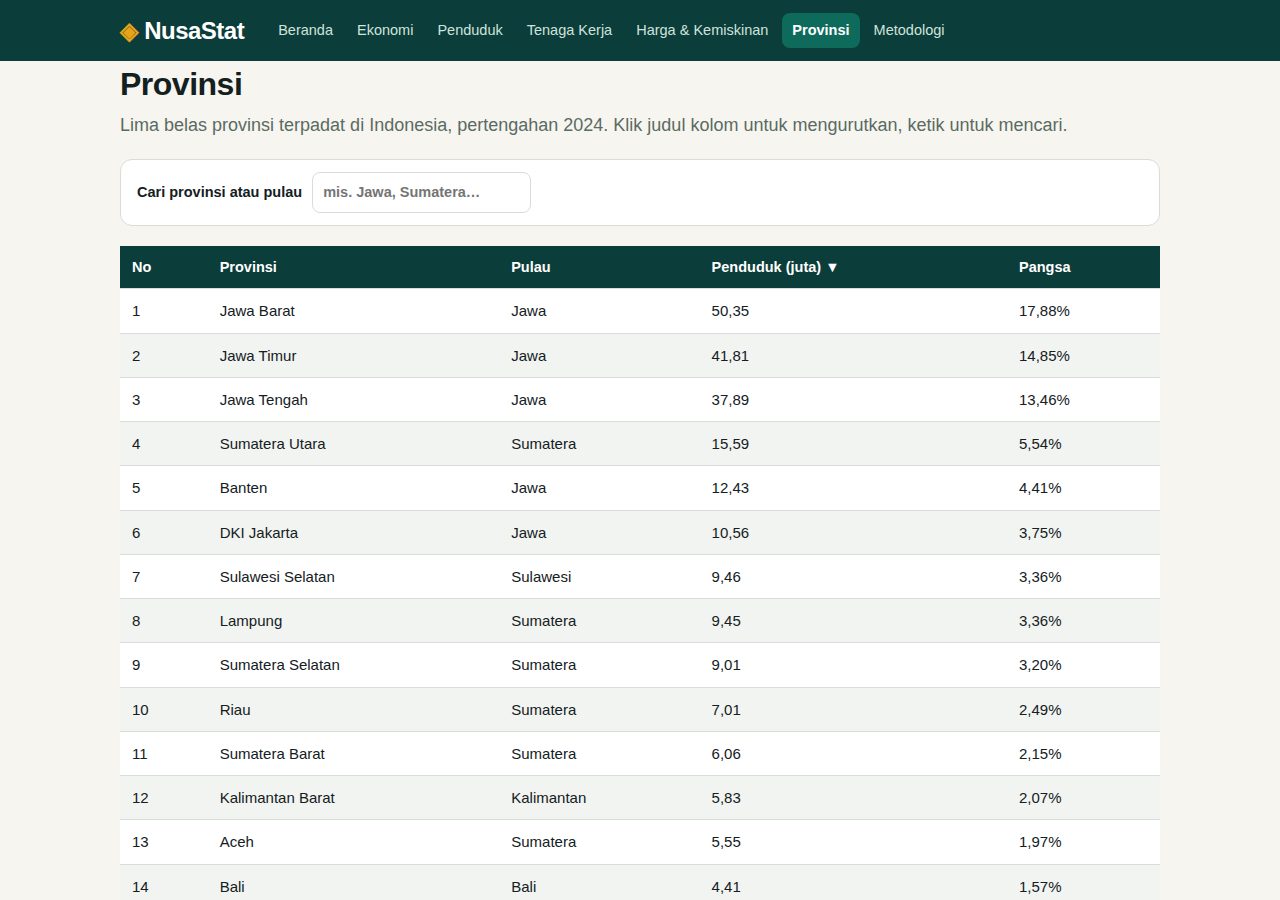 ◈ NusaStat Beranda Ekonomi Penduduk Tenaga Kerja Harga & Kemiskinan Provinsi Metodologi
Provinsi
Lima belas provinsi terpadat di Indonesia, pertengahan 2024. Klik judul kolom untuk mengurutkan, ketik untuk mencari.
Cari provinsi atau pulau mis. Jawa, Sumatera…
No Provinsi Pulau Penduduk (juta) ▼ Pangsa
1 Jawa Barat Jawa 50,35 17,88%
2 Jawa Timur Jawa 41,81 14,85%
3 Jawa Tengah Jawa 37,89 13,46%
4 Sumatera Utara Sumatera 15,59 5,54%
5 Banten Jawa 12,43 4,41%
6 DKI Jakarta Jawa 10,56 3,75%
7 Sulawesi Selatan Sulawesi 9,46 3,36%
8 Lampung Sumatera 9,45 3,36%
9 Sumatera Selatan Sumatera 9,01 3,20%
10 Riau Sumatera 7,01 2,49%
11 Sumatera Barat Sumatera 6,06 2,15%
12 Kalimantan Barat Kalimantan 5,83 2,07%
13 Aceh Sumatera 5,55 1,97%
14 Bali Bali 4,41 1,57%